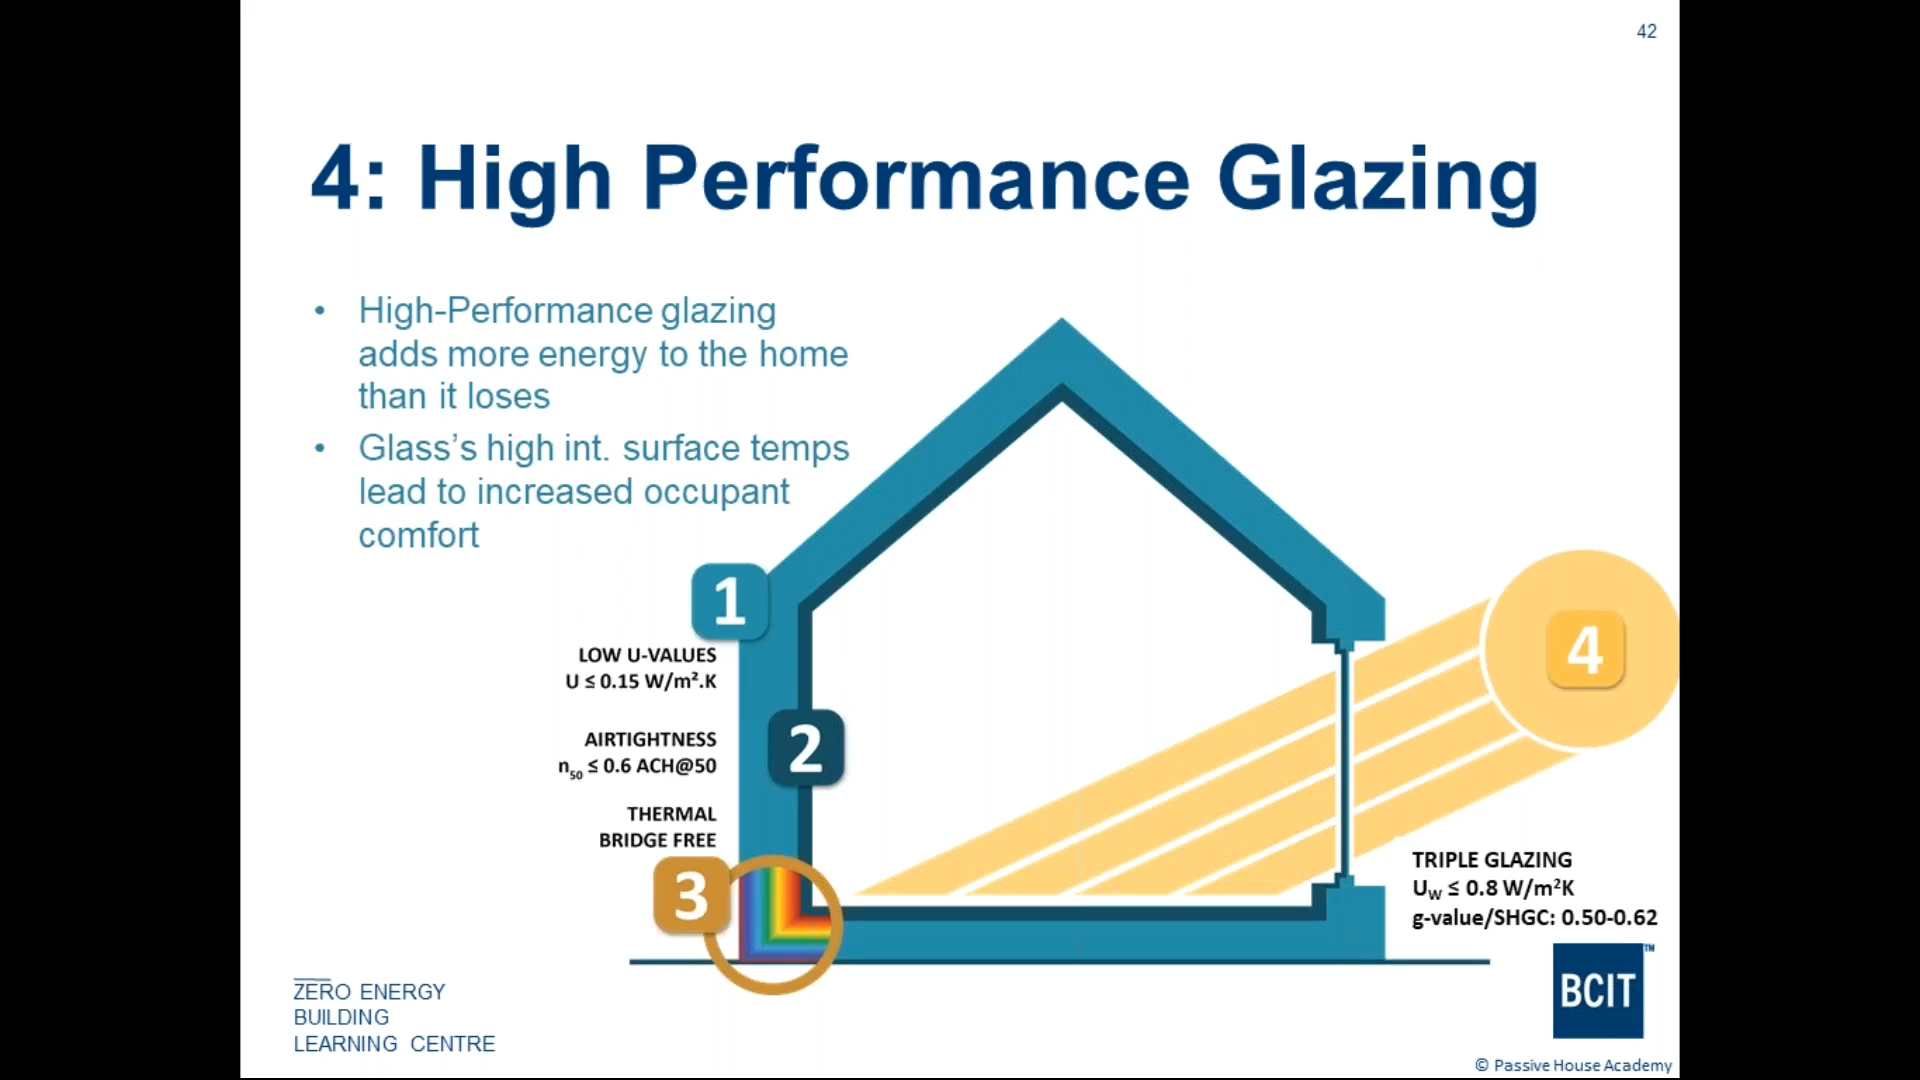 42
4: High Performance Glazing
• High-Performance glazing
adds more energy to the home
than it loses
• Glass’s high int. surface temps
lead to increased occupant
comfort
1
LOW U-VALUES
U ≤ 0.15 W/m².K
2
AIRTIGHTNESS
n50 ≤ 0.6 ACH@50
THERMAL
BRIDGE FREE
3
4
TRIPLE GLAZING
UW ≤ 0.8 W/m²K
g-value/SHGC: 0.50-0.62
ZERO ENERGY
BUILDING
LEARNING CENTRE
BCIT™
© Passive House Academy